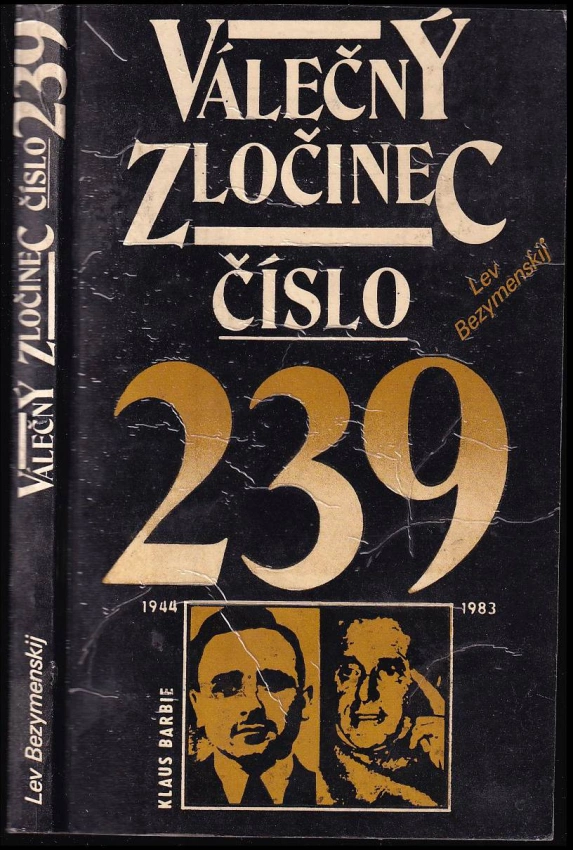 VÁLEČNÝ ZLOČINEC ČÍSLO 239
Lev Bezymenskij
VÁLEČNÝ
ZLOČINEC
ČÍSLO
Lev
Bezymenskij
239
1944
1983
KLAUS BARBIE